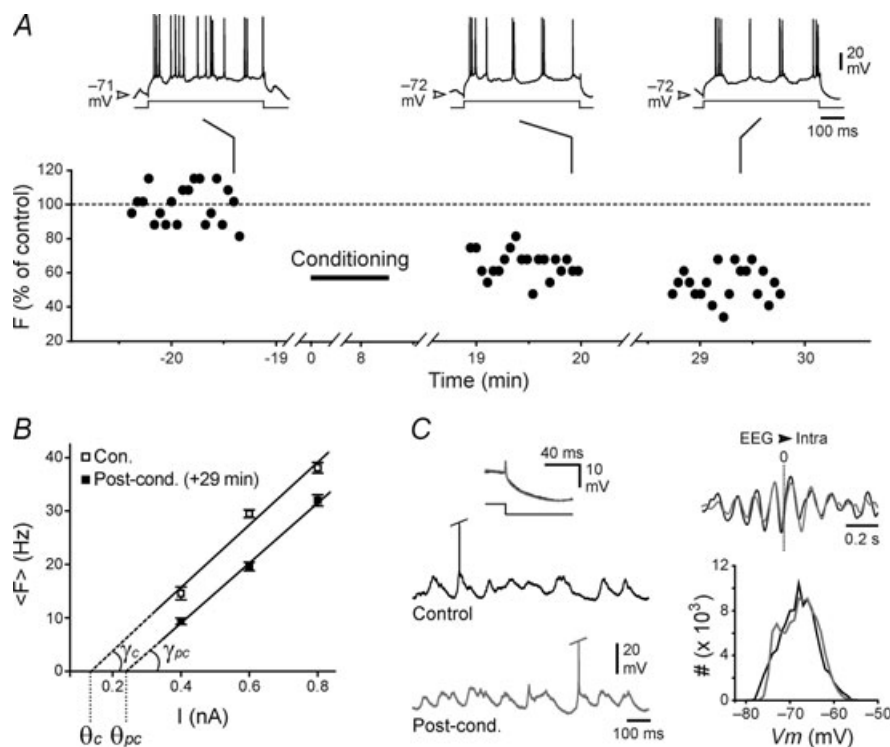 A
–71
mV
–72
mV
–72
mV
20
mV
100 ms
F (% of control)
120
100
80
60
40
20
Conditioning
-20
-19
0
8
19
20
29
30
Time (min)
B
<F> (Hz)
40
30
20
10
0
Con.
Post-cond. (+29 min)
γc
γpc
0.2
0.4
0.6
0.8
θc
θpc
I (nA)
C
40 ms
10
mV
Control
20
mV
Post-cond.
100 ms
EEG ► Intra
0
0.2 s
# (x 10³)
12
8
4
0
–80
–70
–60
–50
Vm (mV)